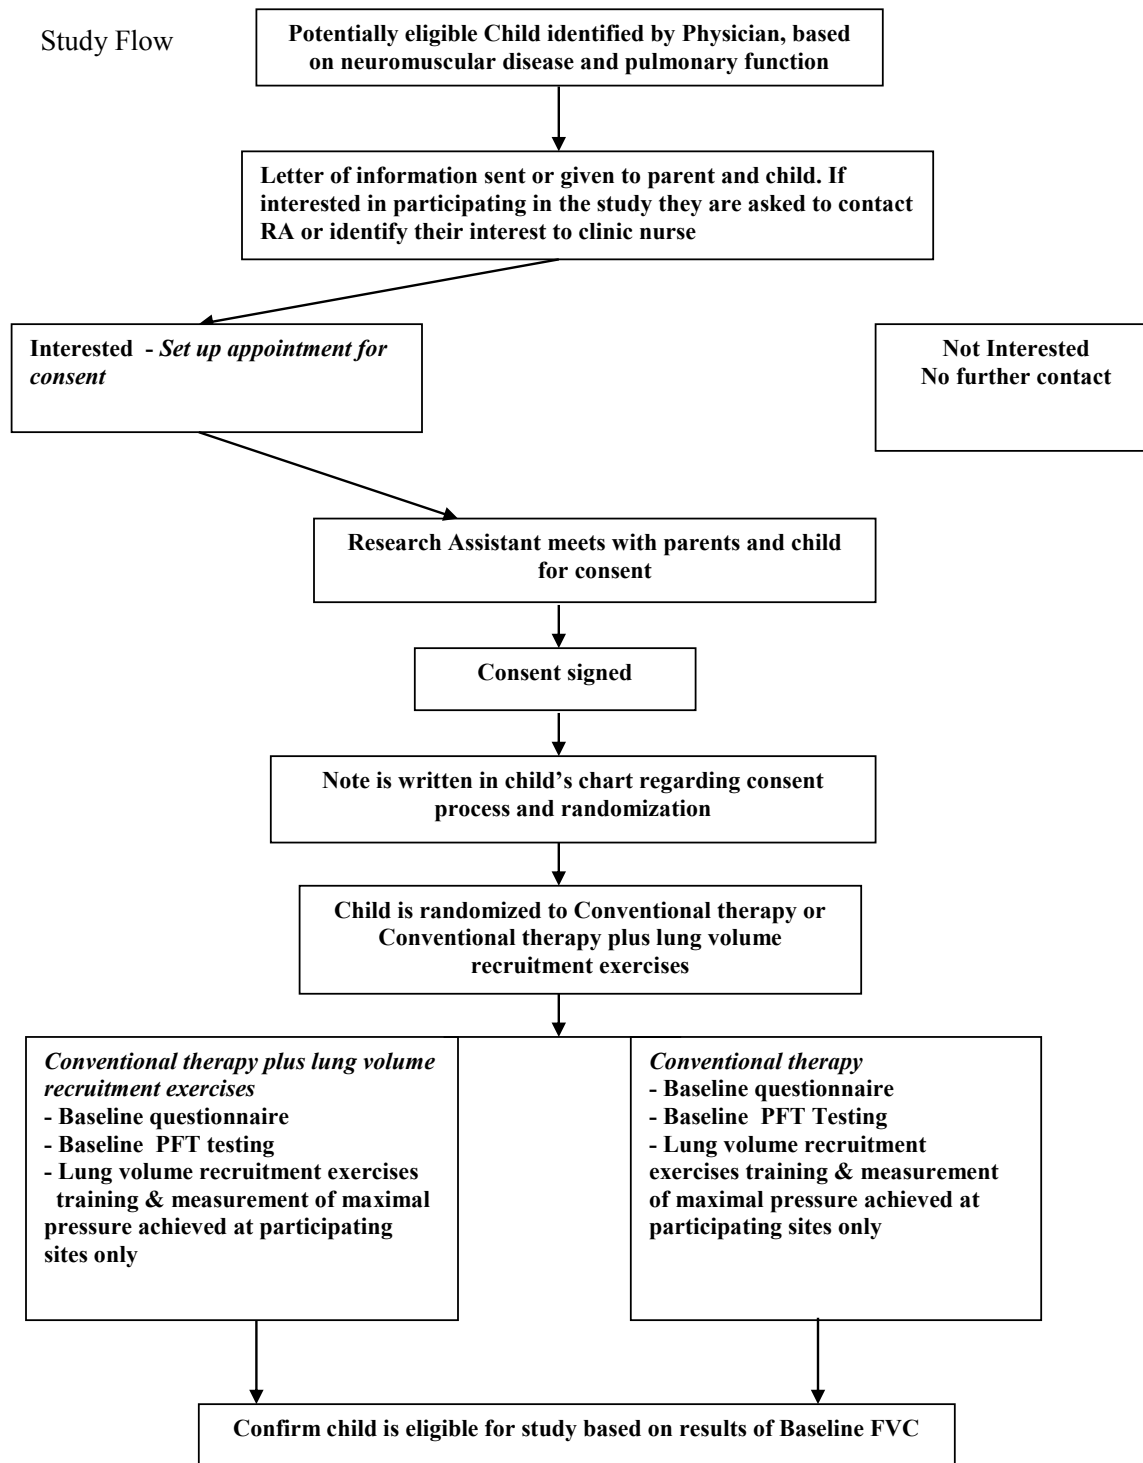 Study Flow
Potentially eligible Child identified by Physician, based
on neuromuscular disease and pulmonary function
Letter of information sent or given to parent and child. If
interested in participating in the study they are asked to contact
RA or identify their interest to clinic nurse
Interested - Set up appointment for
consent
Not Interested
No further contact
Research Assistant meets with parents and child
for consent
Consent signed
Note is written in child’s chart regarding consent
process and randomization
Child is randomized to Conventional therapy or
Conventional therapy plus lung volume
recruitment exercises
Conventional therapy plus lung volume
recruitment exercises
- Baseline questionnaire
- Baseline PFT testing
- Lung volume recruitment exercises
training & measurement of maximal
pressure achieved at participating
sites only
Conventional therapy
- Baseline questionnaire
- Baseline PFT Testing
- Lung volume recruitment
exercises training & measurement
of maximal pressure achieved at
participating sites only
Confirm child is eligible for study based on results of Baseline FVC